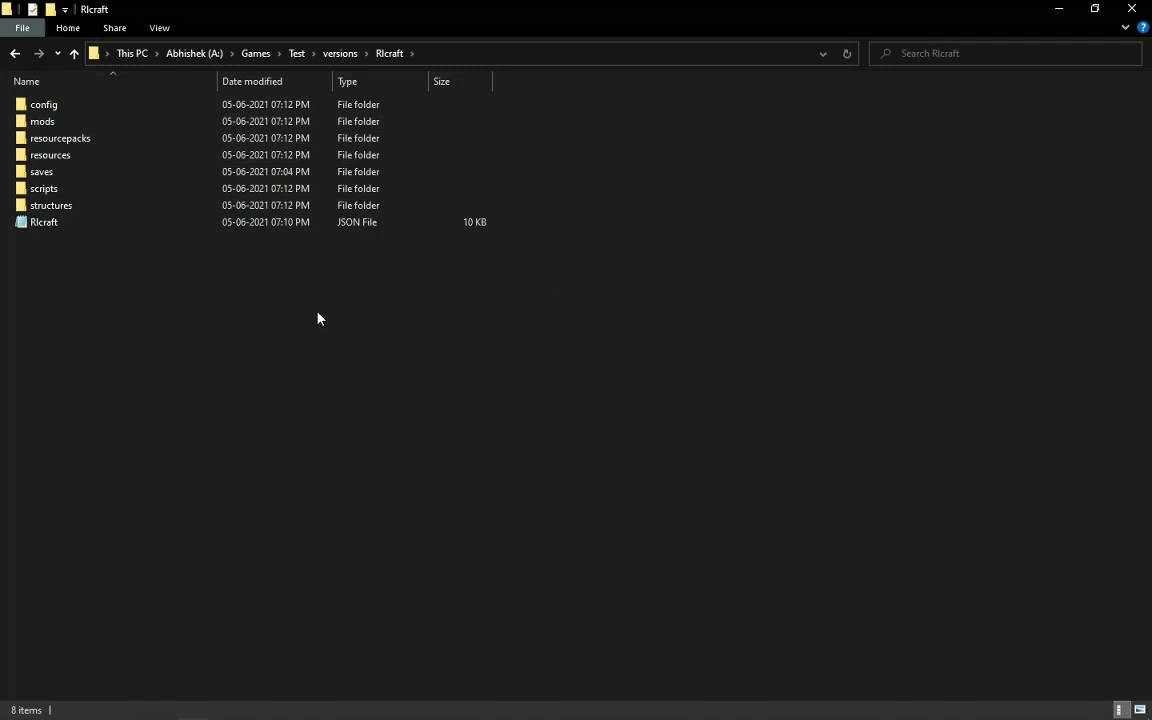 RIcraft
File Home Share View
This PC › Abhishek (A:) › Games › Test › versions › RIcraft ›
Search RIcraft
Name Date modified Type Size
config 05-06-2021 07:12 PM File folder
mods 05-06-2021 07:12 PM File folder
resourcepacks 05-06-2021 07:12 PM File folder
resources 05-06-2021 07:12 PM File folder
saves 05-06-2021 07:04 PM File folder
scripts 05-06-2021 07:12 PM File folder
structures 05-06-2021 07:12 PM File folder
RIcraft 05-06-2021 07:10 PM JSON File 10 KB
8 items